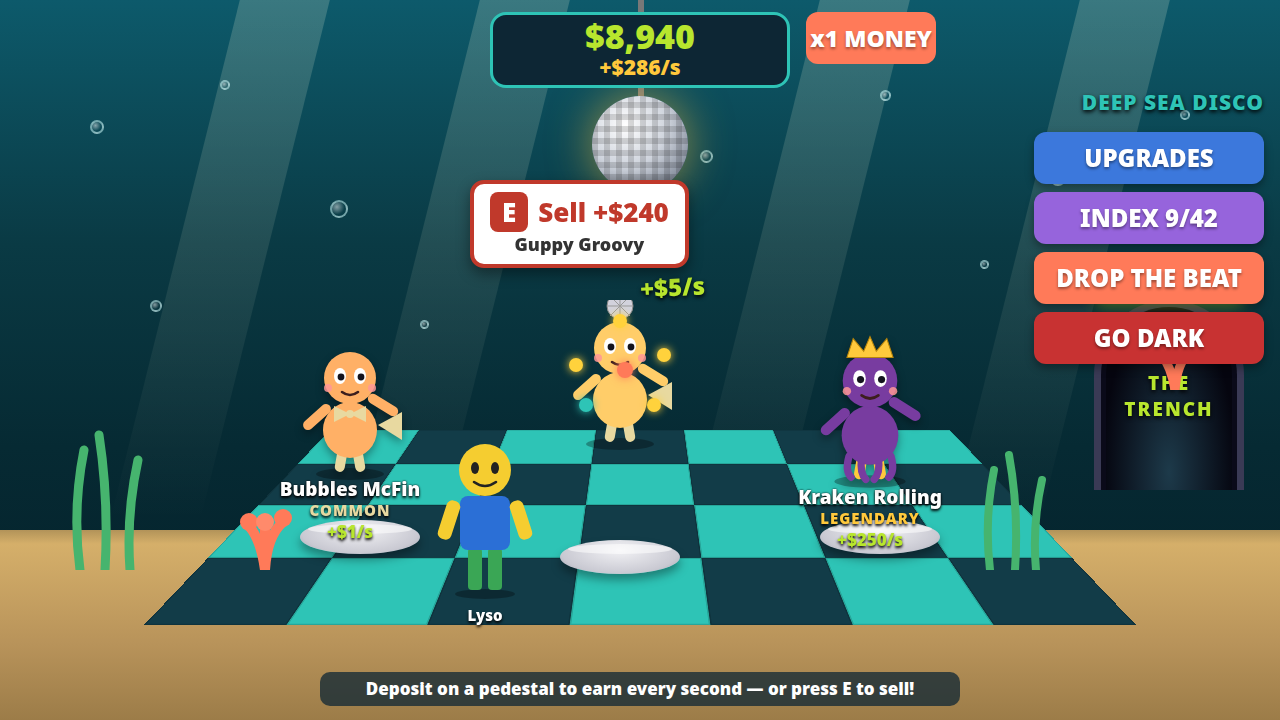 $8,940
+$286/s
x1 MONEY
DEEP SEA DISCO
UPGRADES
INDEX 9/42
DROP THE BEAT
GO DARK
E Sell +$240
Guppy Groovy
+$5/s
THE
TRENCH
Bubbles McFin
COMMON
+$1/s
Kraken Rolling
LEGENDARY
+$250/s
Lyso
Deposit on a pedestal to earn every second — or press E to sell!